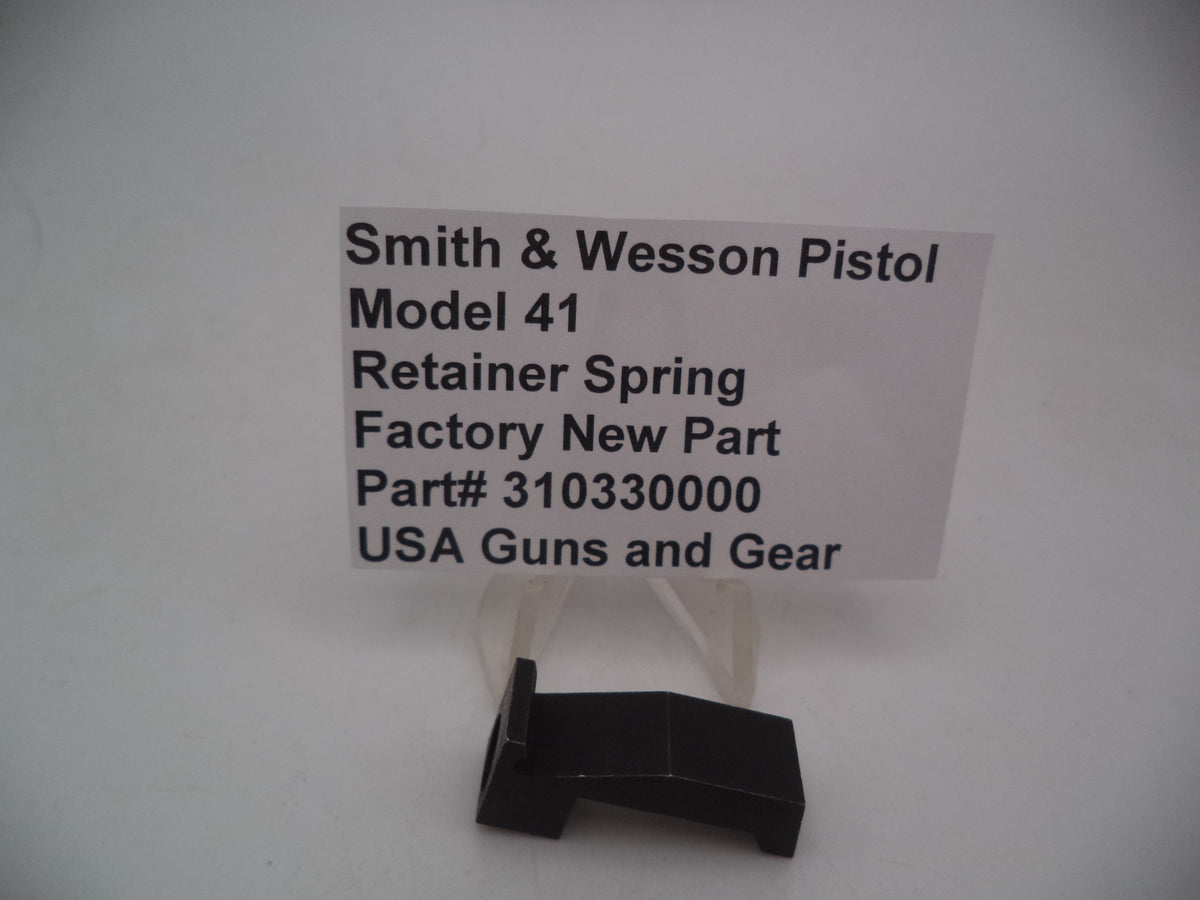 Smith & Wesson Pistol
Model 41
Retainer Spring
Factory New Part
Part# 310330000
USA Guns and Gear